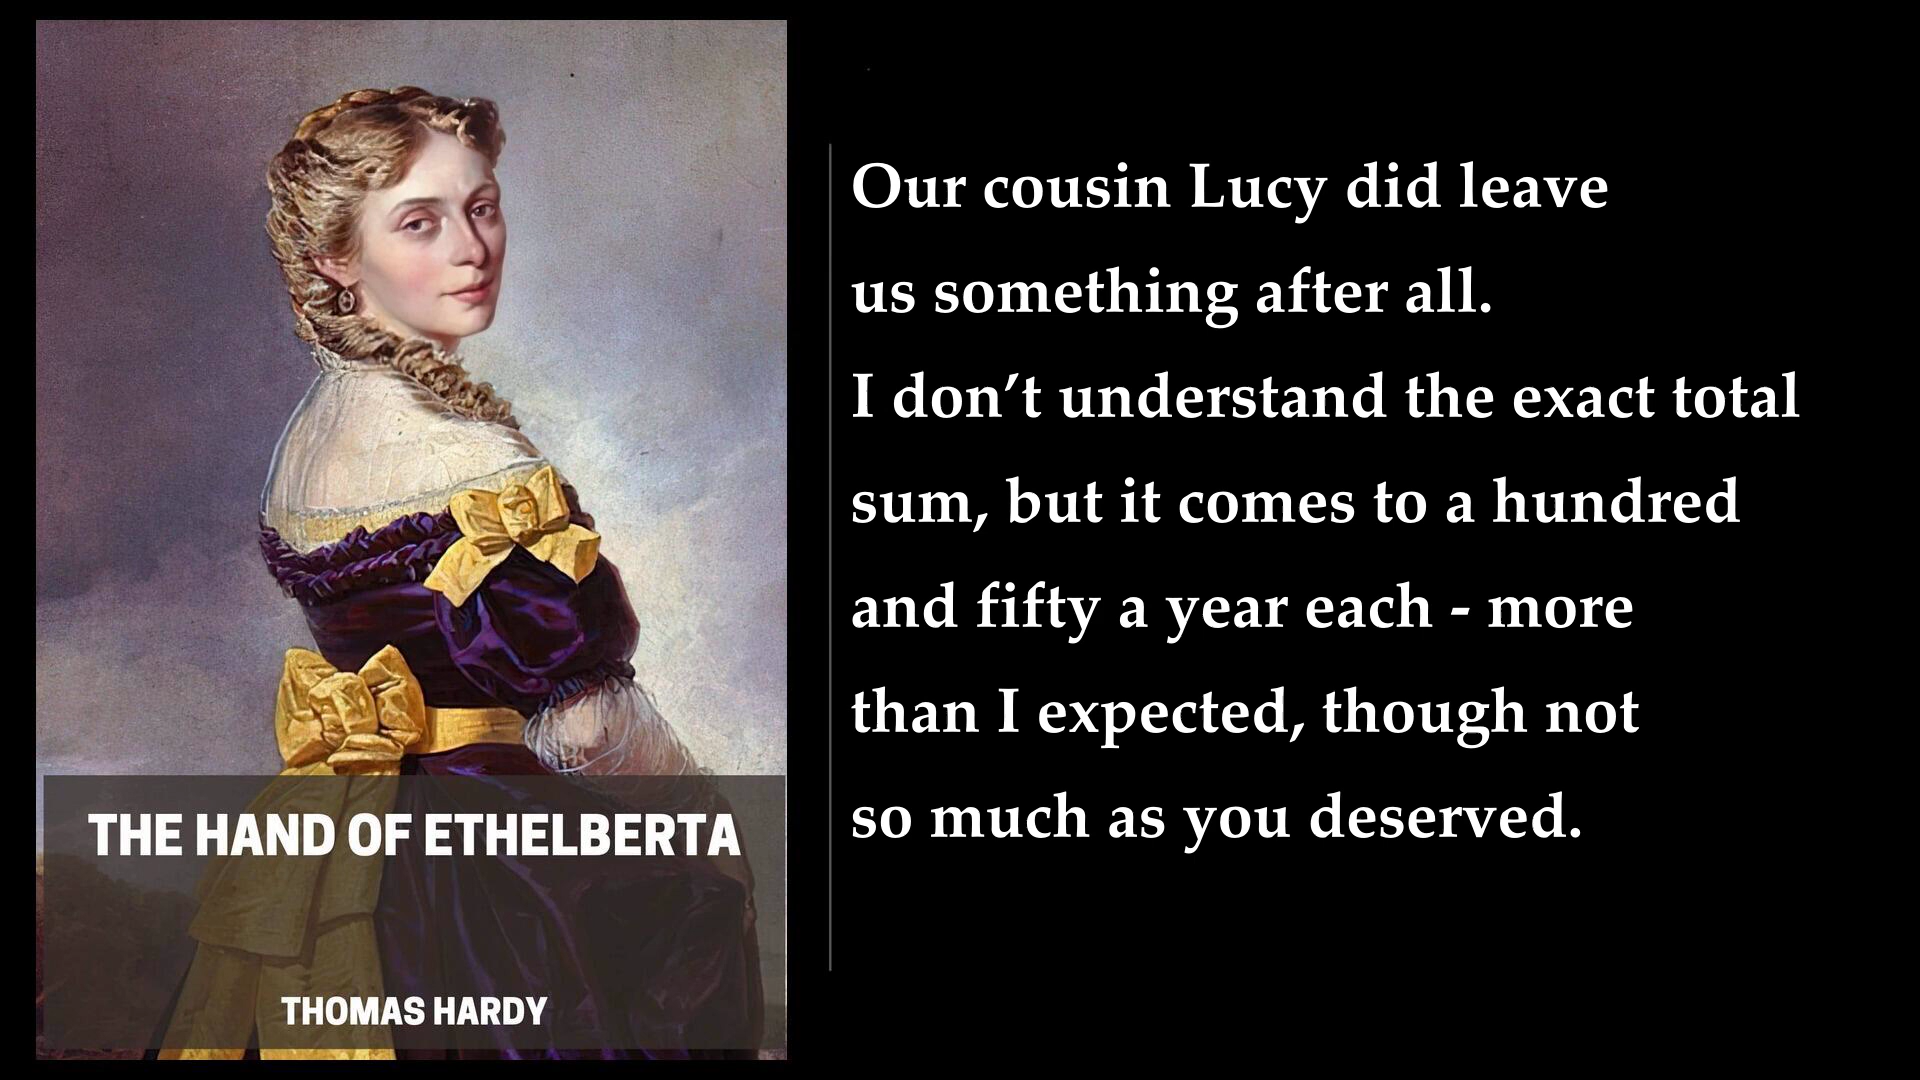 THE HAND OF ETHELBERTA
THOMAS HARDY
Our cousin Lucy did leave
us something after all.
I don’t understand the exact total
sum, but it comes to a hundred
and fifty a year each - more
than I expected, though not
so much as you deserved.